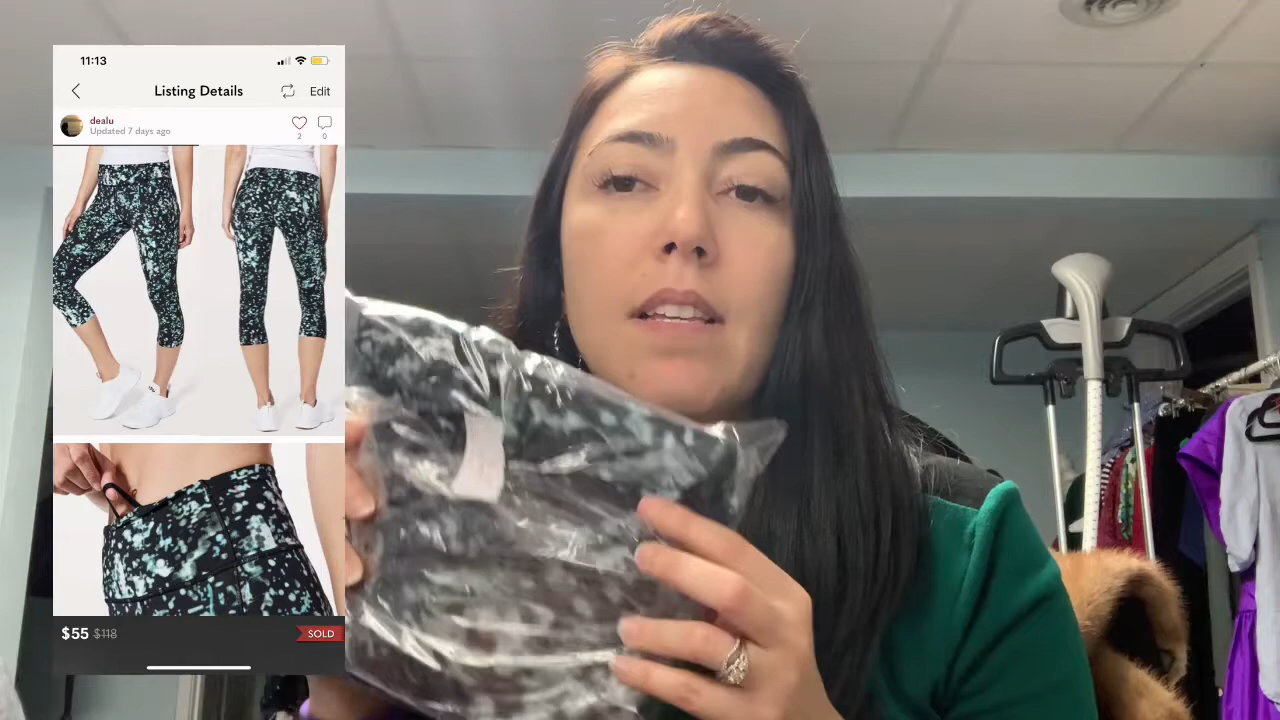 11:13
Listing Details
Edit
dealu
Updated 7 days ago
2
0
$55 $118
SOLD